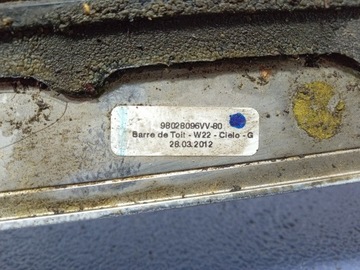 98028096VV-80
Barre de Toit - W22 - Cielo - G
28.03.2012